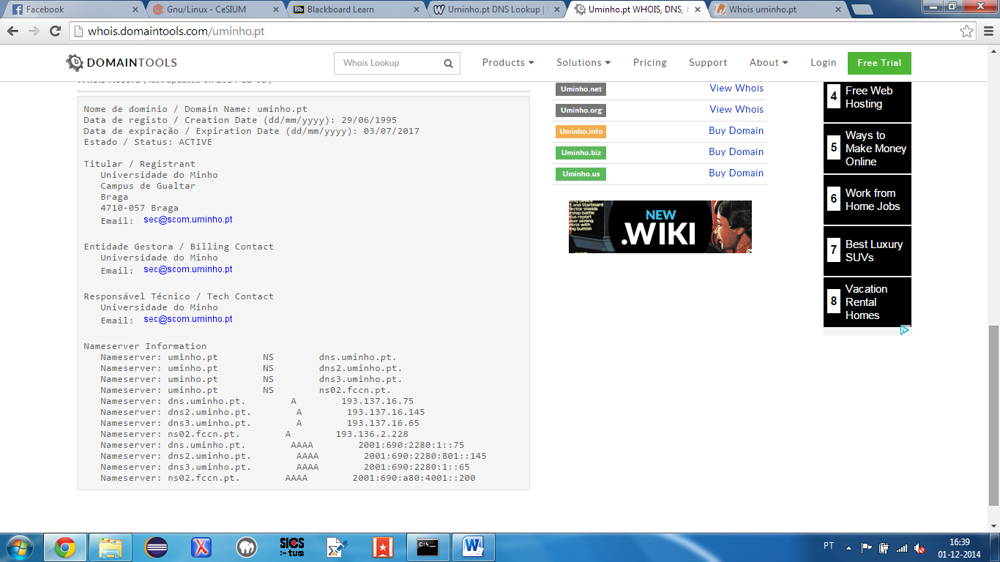 Facebook
Gnu/Linux - CeSIUM
Bb Blackboard Learn
Uminho.pt DNS Lookup |
Uminho.pt WHOIS, DNS, &
Whois uminho.pt
whois.domaintools.com/uminho.pt
DOMAINTOOLS
Whois Lookup
Products
Solutions
Pricing
Support
About
Login
Free Trial
Nome de domínio / Domain Name: uminho.pt
Data de registo / Creation Date (dd/mm/yyyy): 29/06/1995
Data de expiração / Expiration Date (dd/mm/yyyy): 03/07/2017
Estado / Status: ACTIVE
Titular / Registrant
Universidade do Minho
Campus de Gualtar
Braga
4710-057 Braga
Email: sec@scom.uminho.pt
Entidade Gestora / Billing Contact
Universidade do Minho
Email: sec@scom.uminho.pt
Responsável Técnico / Tech Contact
Universidade do Minho
Email: sec@scom.uminho.pt
Nameserver Information
Nameserver: uminho.pt NS dns.uminho.pt.
Nameserver: uminho.pt NS dns2.uminho.pt.
Nameserver: uminho.pt NS dns3.uminho.pt.
Nameserver: uminho.pt NS ns02.fccn.pt.
Nameserver: dns.uminho.pt. A 193.137.16.75
Nameserver: dns2.uminho.pt. A 193.137.16.145
Nameserver: dns3.uminho.pt. A 193.137.16.65
Nameserver: ns02.fccn.pt. A 193.136.2.228
Nameserver: dns.uminho.pt. AAAA 2001:690:2280:1::75
Nameserver: dns2.uminho.pt. AAAA 2001:690:2280:801::145
Nameserver: dns3.uminho.pt. AAAA 2001:690:2280:1::65
Nameserver: ns02.fccn.pt. AAAA 2001:690:a80:4001::200
Uminho.net View Whois
Uminho.org View Whois
Uminho.info Buy Domain
Uminho.biz Buy Domain
Uminho.us Buy Domain
NEW
.WIKI
4 Free Web
Hosting
5 Ways to
Make Money
Online
6 Work from
Home Jobs
7 Best Luxury
SUVs
8 Vacation
Rental
Homes
SICS
:-tus
C:\-
PT
16:39
01-12-2014